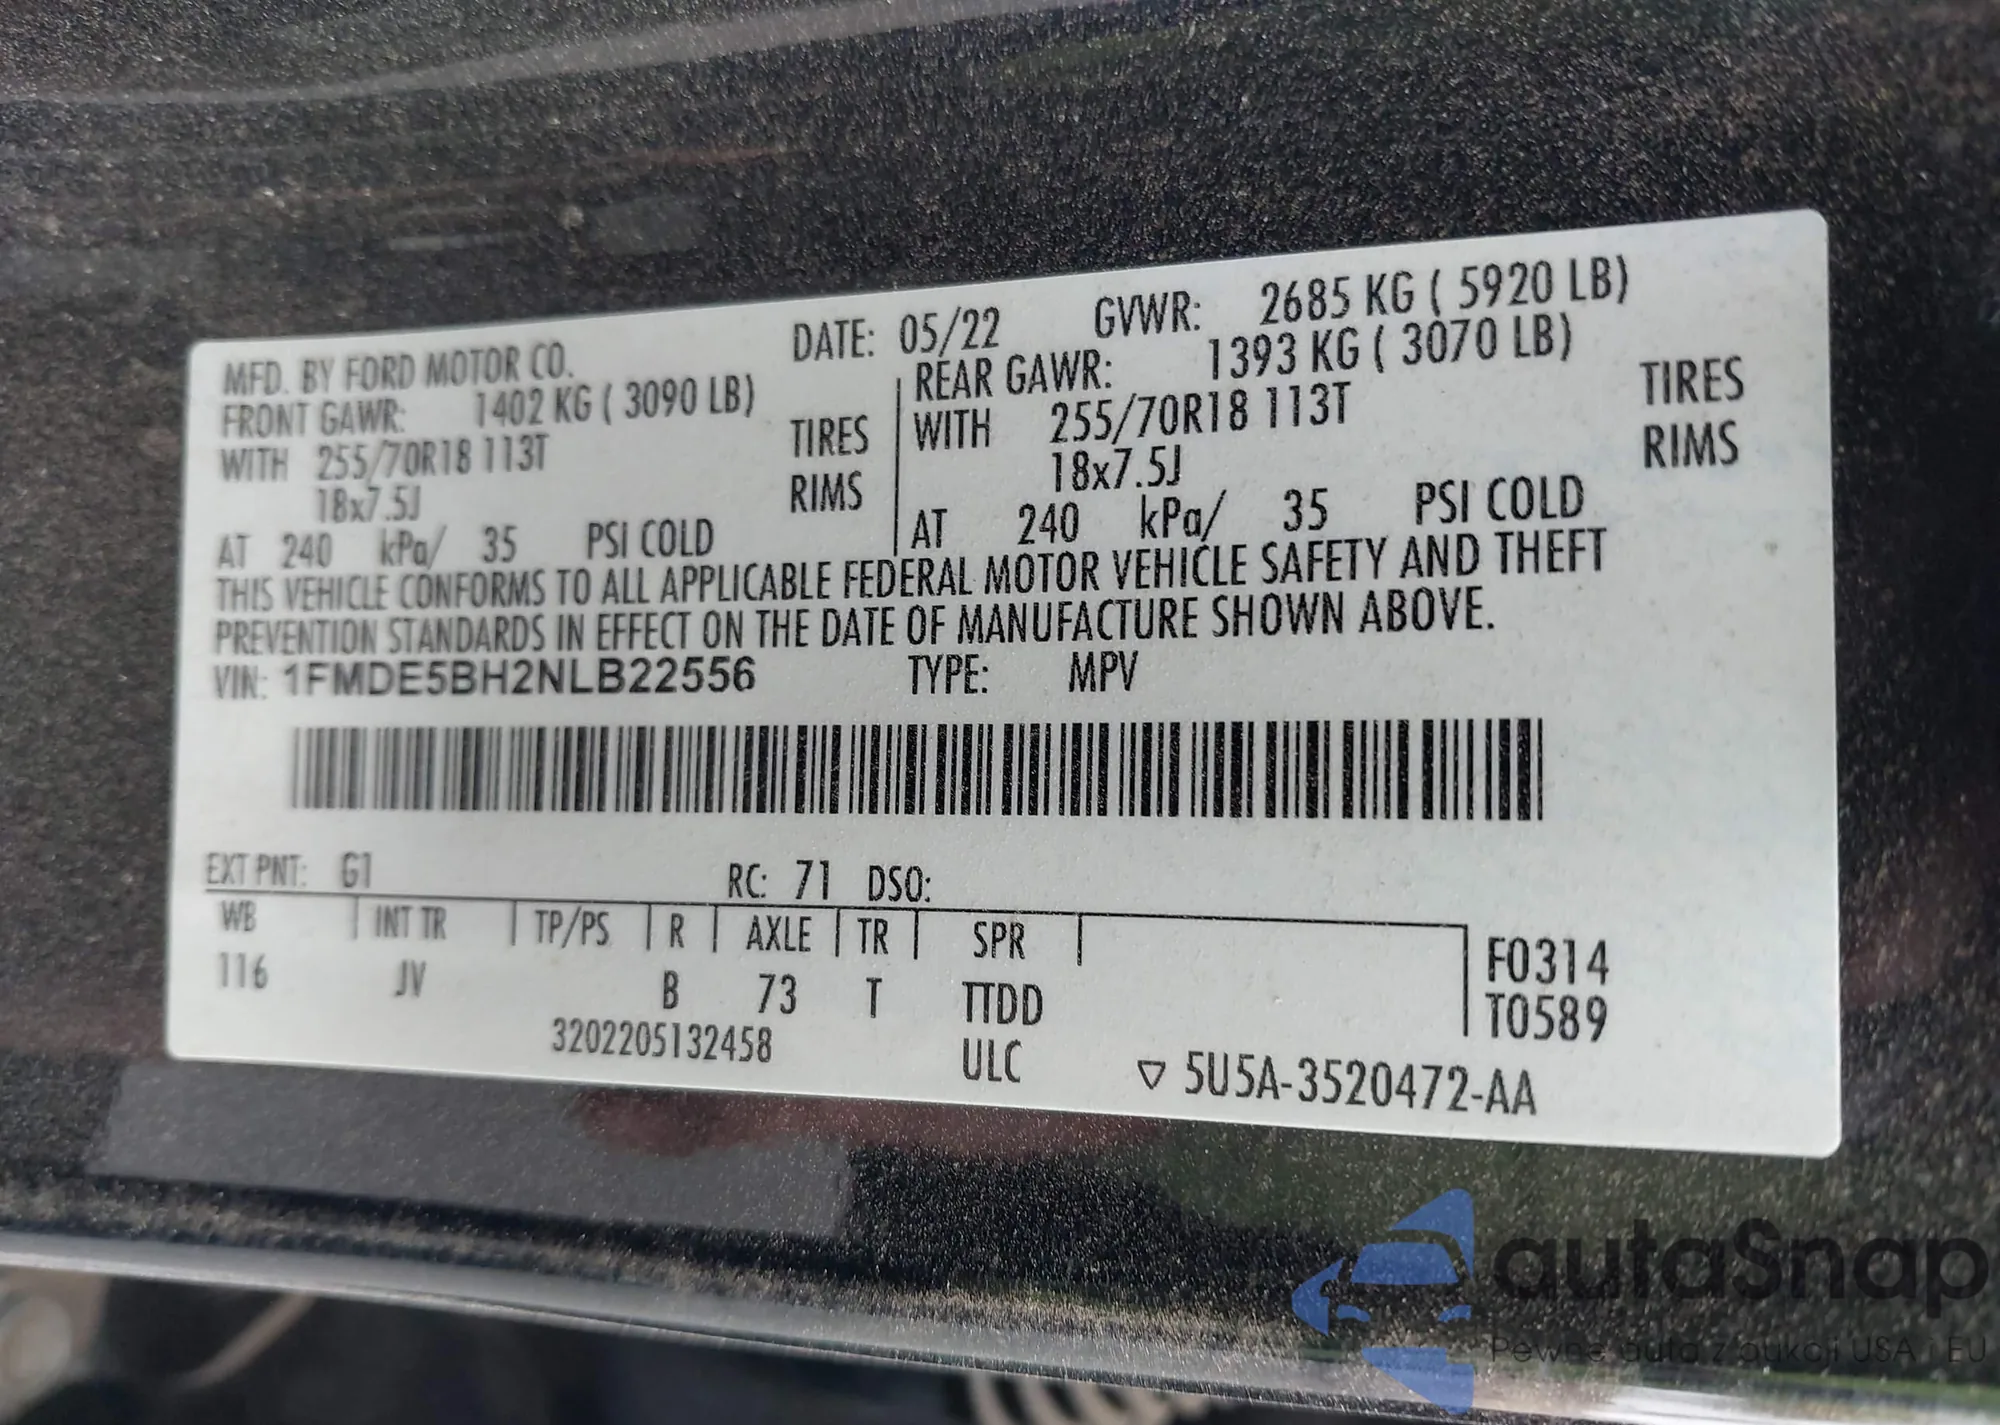 MFD. BY FORD MOTOR CO. DATE: 05/22 GVWR: 2685 KG ( 5920 LB)
FRONT GAWR: 1402 KG ( 3090 LB) REAR GAWR: 1393 KG ( 3070 LB)
WITH 255/70R18 113T TIRES WITH 255/70R18 113T TIRES
18x7.5J RIMS 18x7.5J RIMS
AT 240 kPa/ 35 PSI COLD AT 240 kPa/ 35 PSI COLD
THIS VEHICLE CONFORMS TO ALL APPLICABLE FEDERAL MOTOR VEHICLE SAFETY AND THEFT
PREVENTION STANDARDS IN EFFECT ON THE DATE OF MANUFACTURE SHOWN ABOVE.
VIN: 1FMDE5BH2NLB22556 TYPE: MPV
EXT PNT: G1 RC: 71 DSO:
WB INT TR TP/PS R AXLE TR SPR F0314
116 JV B 73 T TTDD T0589
3202205132458 ULC ▽ 5U5A-3520472-AA
autaSnap
Pewne auta z aukcji USA i EU